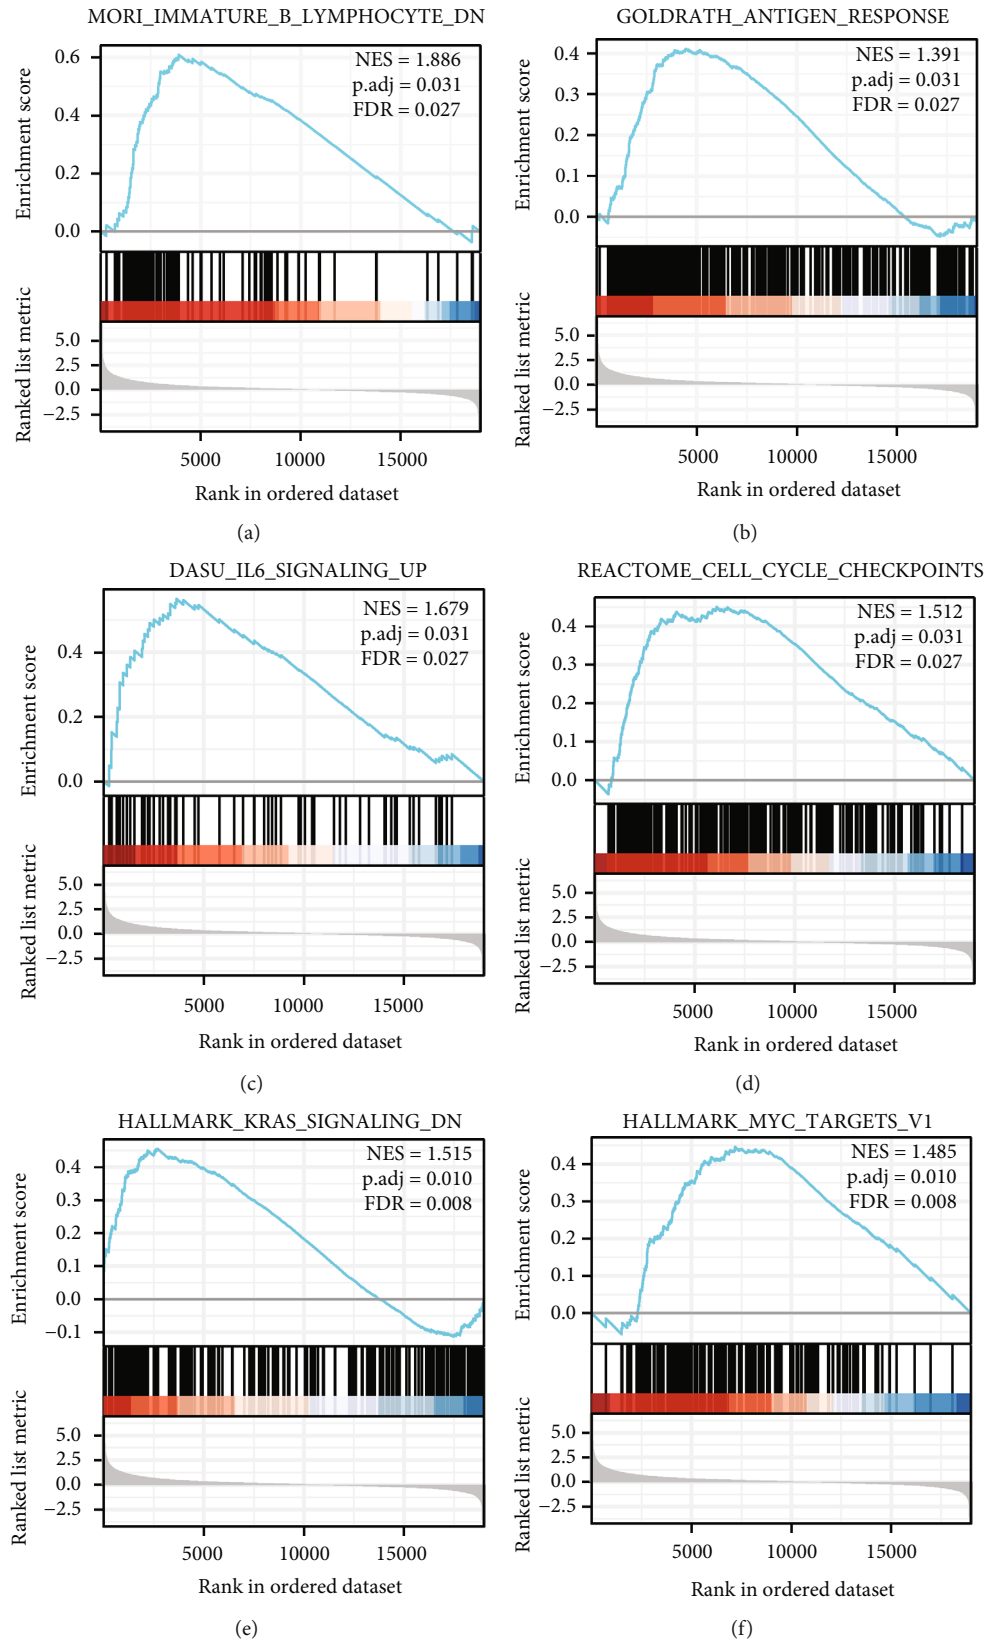 MORI_IMMATURE_B_LYMPHOCYTE_DN
NES = 1.886
p.adj = 0.031
FDR = 0.027
Enrichment score
0.6
0.4
0.2
0.0
Ranked list metric
5.0
2.5
0.0
−2.5
5000 10000 15000
Rank in ordered dataset
(a)
GOLDRATH_ANTIGEN_RESPONSE
NES = 1.391
p.adj = 0.031
FDR = 0.027
Enrichment score
0.4
0.3
0.2
0.1
0.0
Ranked list metric
5.0
2.5
0.0
−2.5
5000 10000 15000
Rank in ordered dataset
(b)
DASU_IL6_SIGNALING_UP
NES = 1.679
p.adj = 0.031
FDR = 0.027
Enrichment score
0.4
0.2
0.0
Ranked list metric
5.0
2.5
0.0
−2.5
5000 10000 15000
Rank in ordered dataset
(c)
REACTOME_CELL_CYCLE_CHECKPOINTS
NES = 1.512
p.adj = 0.031
FDR = 0.027
Enrichment score
0.4
0.3
0.2
0.1
0.0
Ranked list metric
5.0
2.5
0.0
−2.5
5000 10000 15000
Rank in ordered dataset
(d)
HALLMARK_KRAS_SIGNALING_DN
NES = 1.515
p.adj = 0.010
FDR = 0.008
Enrichment score
0.4
0.3
0.2
0.1
0.0
−0.1
Ranked list metric
5.0
2.5
0.0
−2.5
5000 10000 15000
Rank in ordered dataset
(e)
HALLMARK_MYC_TARGETS_V1
NES = 1.485
p.adj = 0.010
FDR = 0.008
Enrichment score
0.4
0.3
0.2
0.1
0.0
Ranked list metric
5.0
2.5
0.0
−2.5
5000 10000 15000
Rank in ordered dataset
(f)